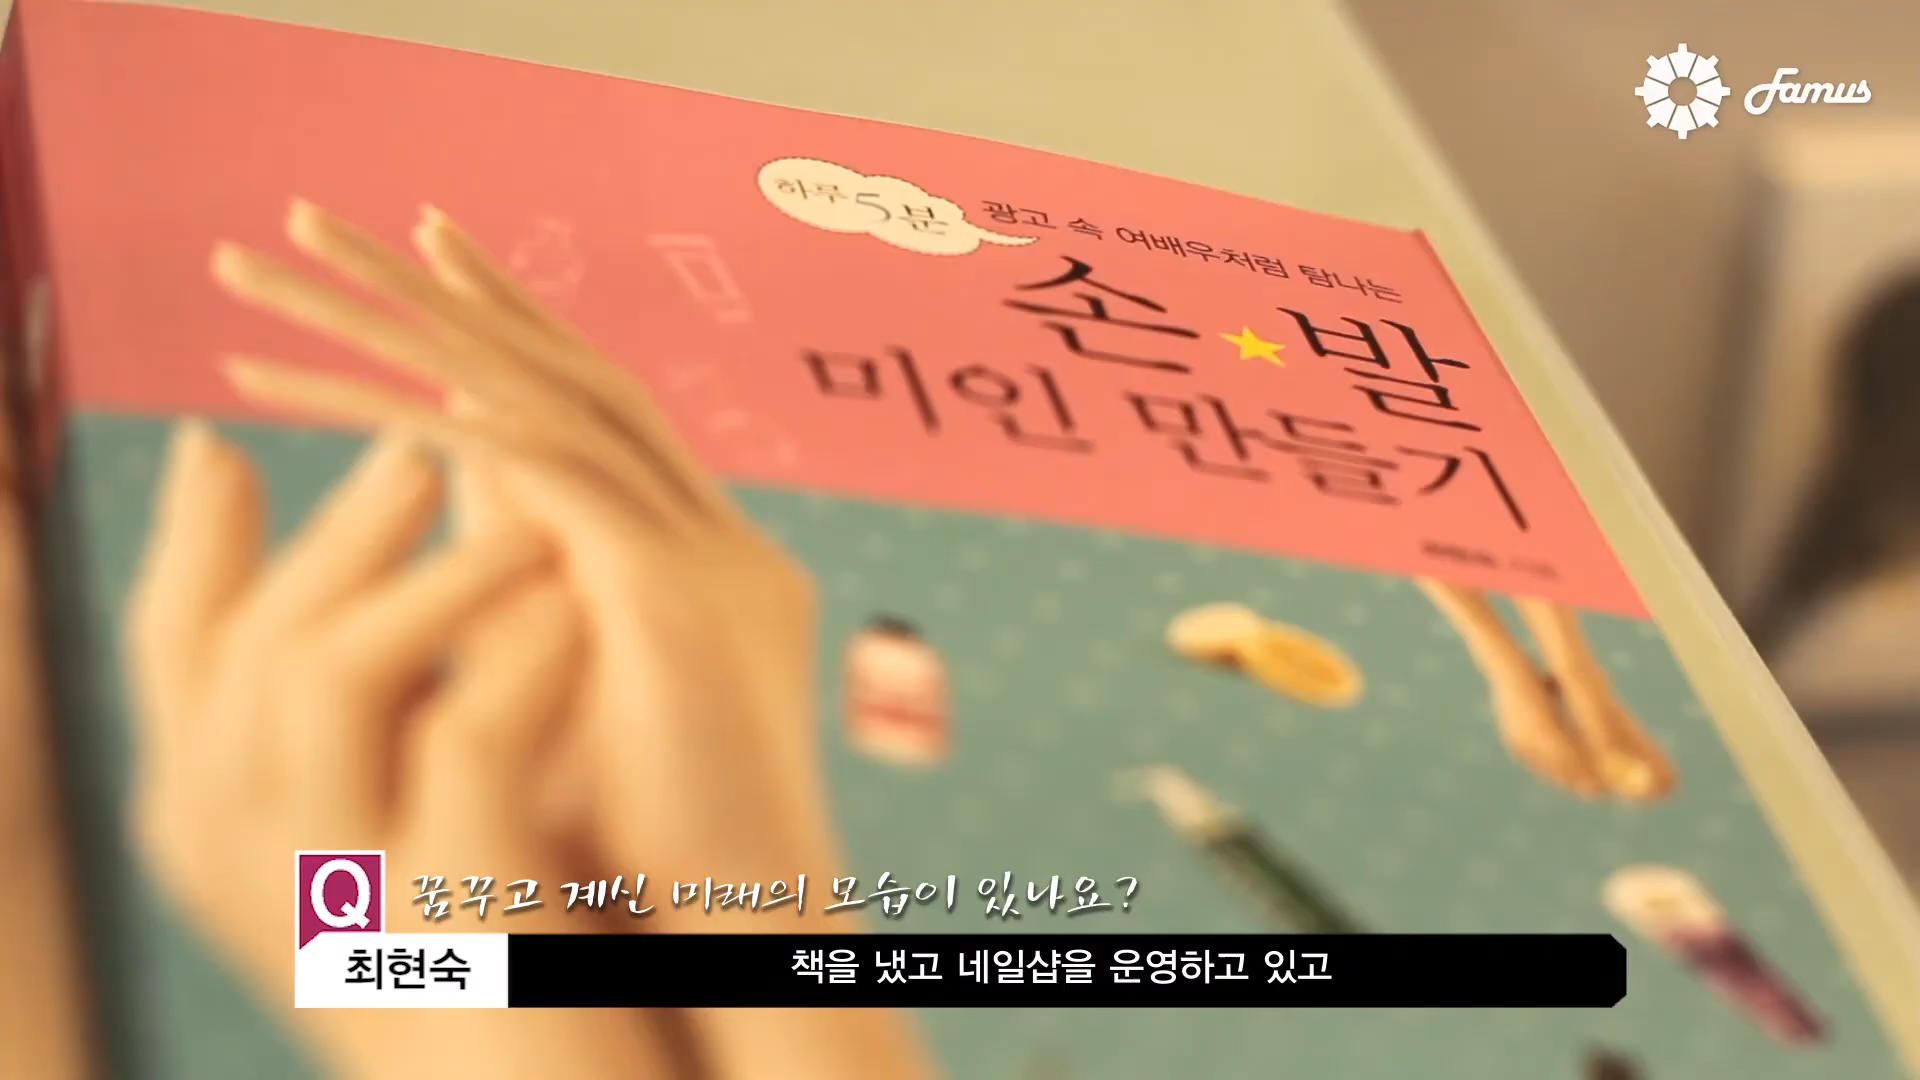 Famus
하루 5분
광고 속 여배우처럼 탐나는
손★발
미인 만들기
Q
꿈꾸고 계신 미래의 모습이 있나요?
최현숙
책을 냈고 네일샵을 운영하고 있고